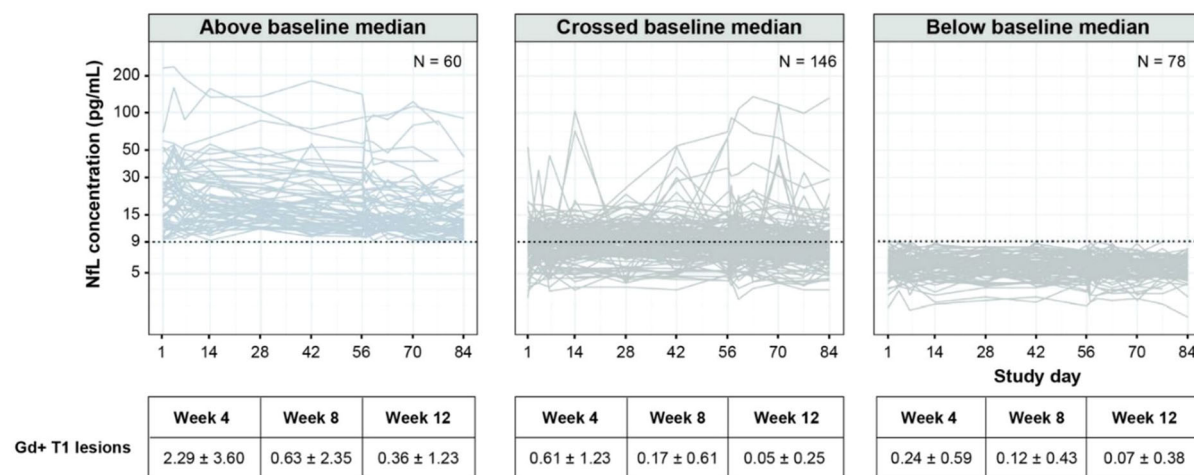 Above baseline median
Crossed baseline median
Below baseline median
N = 60
N = 146
N = 78
NfL concentration (pg/mL)
200
100
50
30
15
9
5
1 14 28 42 56 70 84
1 14 28 42 56 70 84
1 14 28 42 56 70 84
Study day
Week 4 Week 8 Week 12
Week 4 Week 8 Week 12
Week 4 Week 8 Week 12
Gd+ T1 lesions
2.29 ± 3.60 0.63 ± 2.35 0.36 ± 1.23
0.61 ± 1.23 0.17 ± 0.61 0.05 ± 0.25
0.24 ± 0.59 0.12 ± 0.43 0.07 ± 0.38